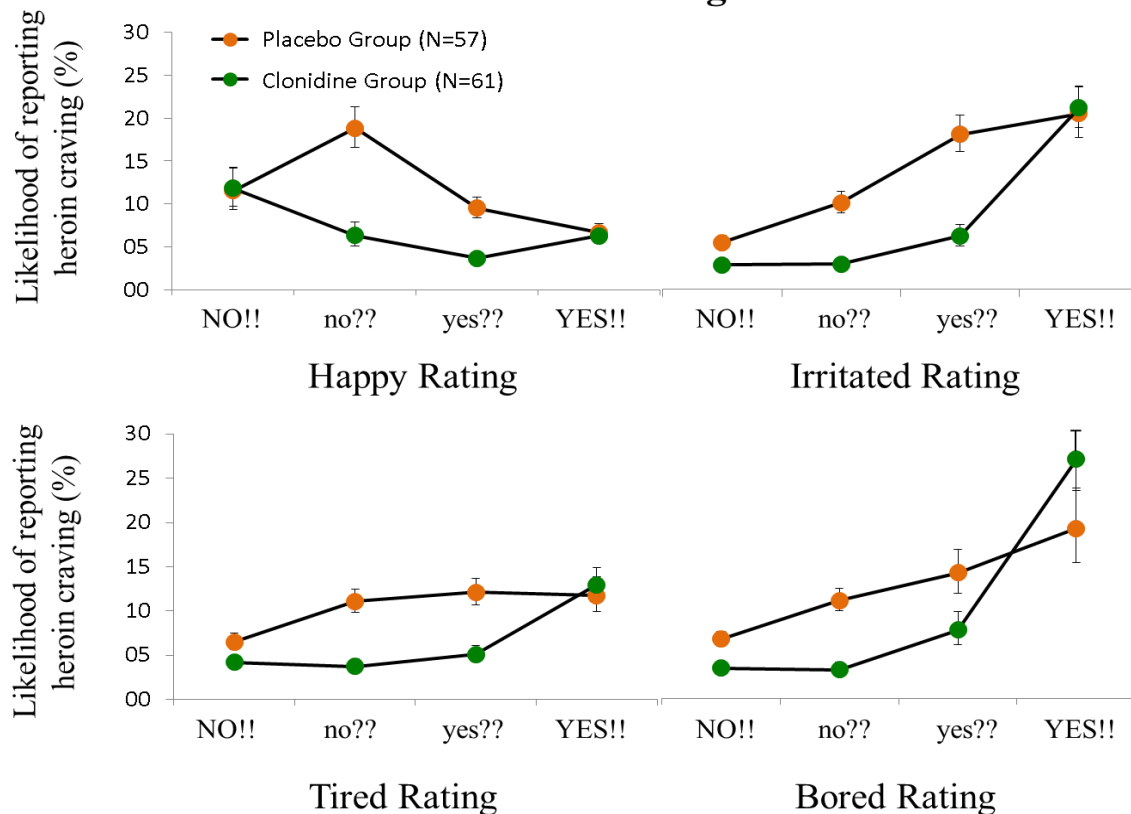 Likelihood of reporting
heroin craving (%)
30
25
20
15
10
05
00
Placebo Group (N=57)
Clonidine Group (N=61)
NO!! no?? yes?? YES!!
Happy Rating
NO!! no?? yes?? YES!!
Irritated Rating
Likelihood of reporting
heroin craving (%)
30
25
20
15
10
05
00
NO!! no?? yes?? YES!!
Tired Rating
NO!! no?? yes?? YES!!
Bored Rating